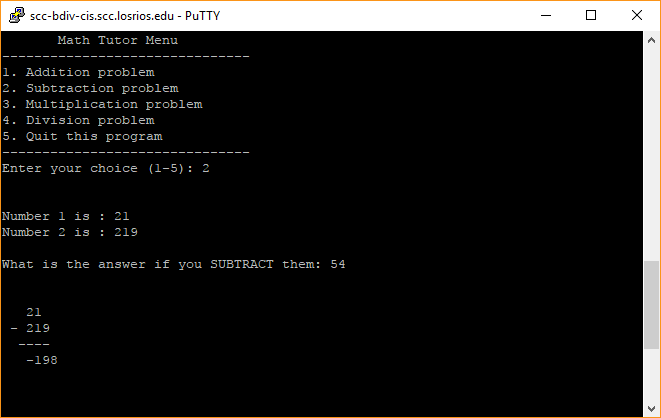 scc-bdiv-cis.scc.losrios.edu - PuTTY
Math Tutor Menu
-------------------------------
1. Addition problem
2. Subtraction problem
3. Multiplication problem
4. Division problem
5. Quit this program
-------------------------------
Enter your choice (1-5): 2
Number 1 is : 21
Number 2 is : 219
What is the answer if you SUBTRACT them: 54
21
- 219
----
-198